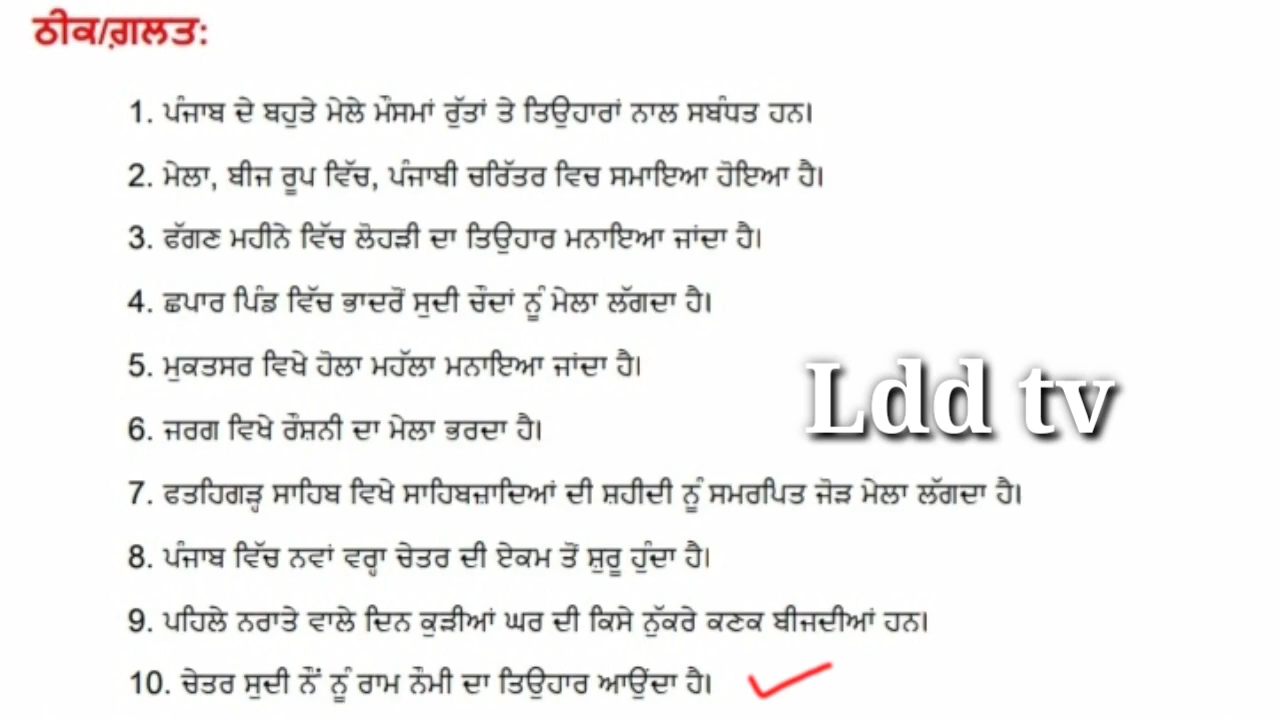 ਠੀਕ/ਗ਼ਲਤ:
1. ਪੰਜਾਬ ਦੇ ਬਹੁਤੇ ਮੇਲੇ ਮੌਸਮਾਂ ਰੁੱਤਾਂ ਤੇ ਤਿਉਹਾਰਾਂ ਨਾਲ ਸਬੰਧਤ ਹਨ।
2. ਮੇਲਾ, ਬੀਜ ਰੂਪ ਵਿੱਚ, ਪੰਜਾਬੀ ਚਰਿੱਤਰ ਵਿਚ ਸਮਾਇਆ ਹੋਇਆ ਹੈ।
3. ਫੱਗਣ ਮਹੀਨੇ ਵਿੱਚ ਲੋਹੜੀ ਦਾ ਤਿਉਹਾਰ ਮਨਾਇਆ ਜਾਂਦਾ ਹੈ।
4. ਛਪਾਰ ਪਿੰਡ ਵਿੱਚ ਭਾਦਰੋਂ ਸੁਦੀ ਚੌਦਾਂ ਨੂੰ ਮੇਲਾ ਲੱਗਦਾ ਹੈ।
5. ਮੁਕਤਸਰ ਵਿਖੇ ਹੋਲਾ ਮਹੱਲਾ ਮਨਾਇਆ ਜਾਂਦਾ ਹੈ।
Ldd tv
6. ਜਰਗ ਵਿਖੇ ਰੌਸ਼ਨੀ ਦਾ ਮੇਲਾ ਭਰਦਾ ਹੈ।
7. ਫਤਹਿਗੜ੍ਹ ਸਾਹਿਬ ਵਿਖੇ ਸਾਹਿਬਜ਼ਾਦਿਆਂ ਦੀ ਸ਼ਹੀਦੀ ਨੂੰ ਸਮਰਪਿਤ ਜੋੜ ਮੇਲਾ ਲੱਗਦਾ ਹੈ।
8. ਪੰਜਾਬ ਵਿੱਚ ਨਵਾਂ ਵਰ੍ਹਾ ਚੇਤਰ ਦੀ ਏਕਮ ਤੋਂ ਸ਼ੁਰੂ ਹੁੰਦਾ ਹੈ।
9. ਪਹਿਲੇ ਨਰਾਤੇ ਵਾਲੇ ਦਿਨ ਕੁੜੀਆਂ ਘਰ ਦੀ ਕਿਸੇ ਨੁੱਕਰੇ ਕਣਕ ਬੀਜਦੀਆਂ ਹਨ।
10. ਚੇਤਰ ਸੁਦੀ ਨੌਂ ਨੂੰ ਰਾਮ ਨੌਮੀ ਦਾ ਤਿਉਹਾਰ ਆਉਂਦਾ ਹੈ।